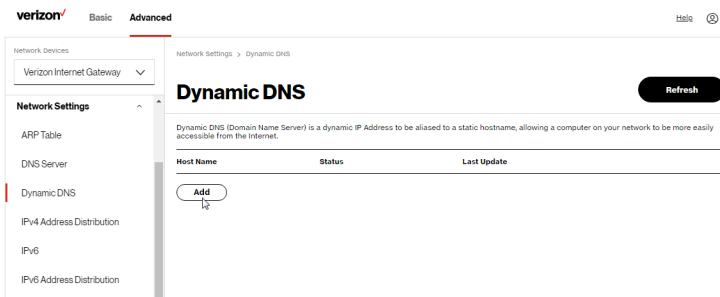 verizon
Basic
Advanced
Help
Network Devices
Verizon Internet Gateway
Network Settings
ARP Table
DNS Server
Dynamic DNS
IPv4 Address Distribution
IPv6
IPv6 Address Distribution
Network Settings > Dynamic DNS
Dynamic DNS
Refresh
Dynamic DNS (Domain Name Server) is a dynamic IP Address to be aliased to a static hostname, allowing a computer on your network to be more easily
accessible from the Internet.
Host Name Status Last Update
Add